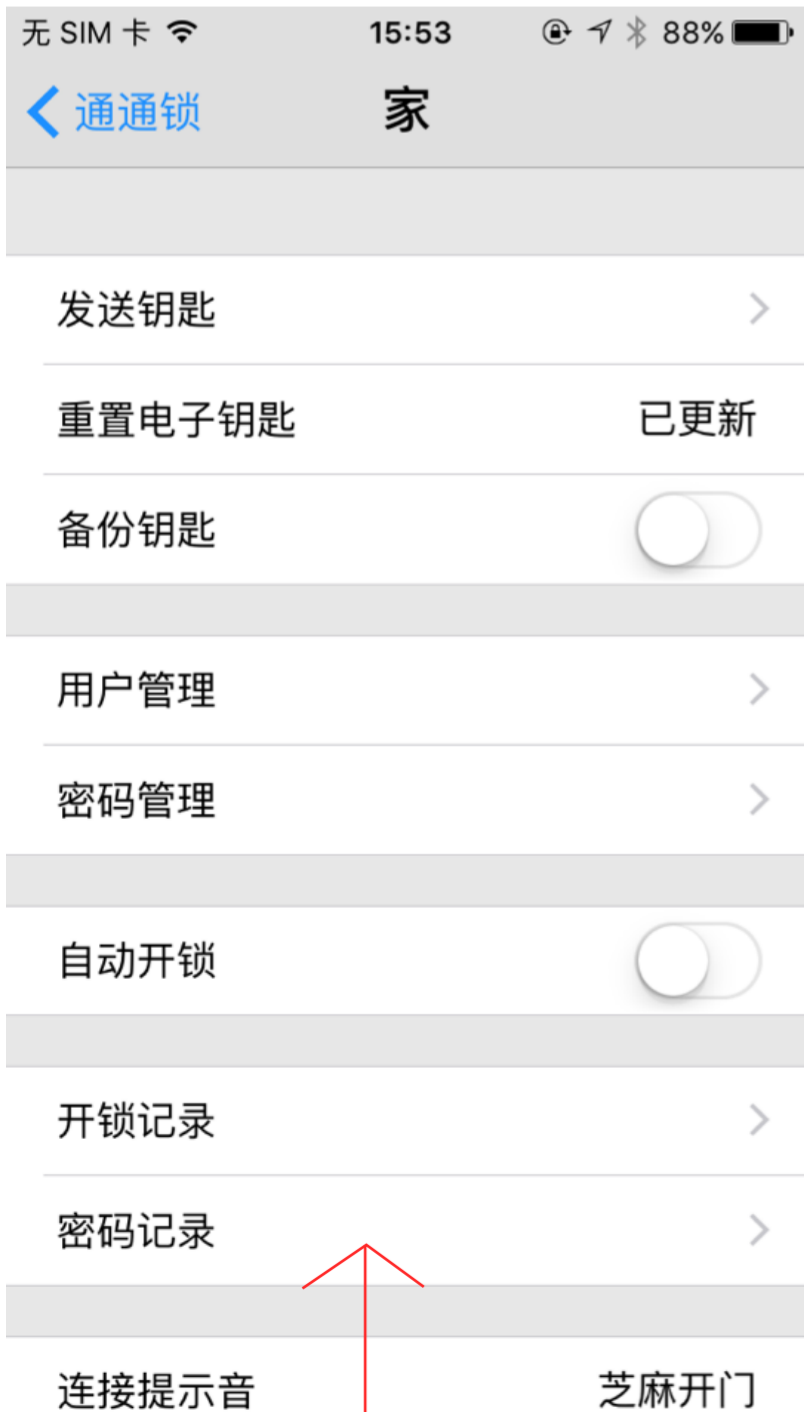 无 SIM 卡 15:53 88%
通通锁 家
发送钥匙
重置电子钥匙 已更新
备份钥匙
用户管理
密码管理
自动开锁
开锁记录
密码记录
连接提示音 芝麻开门